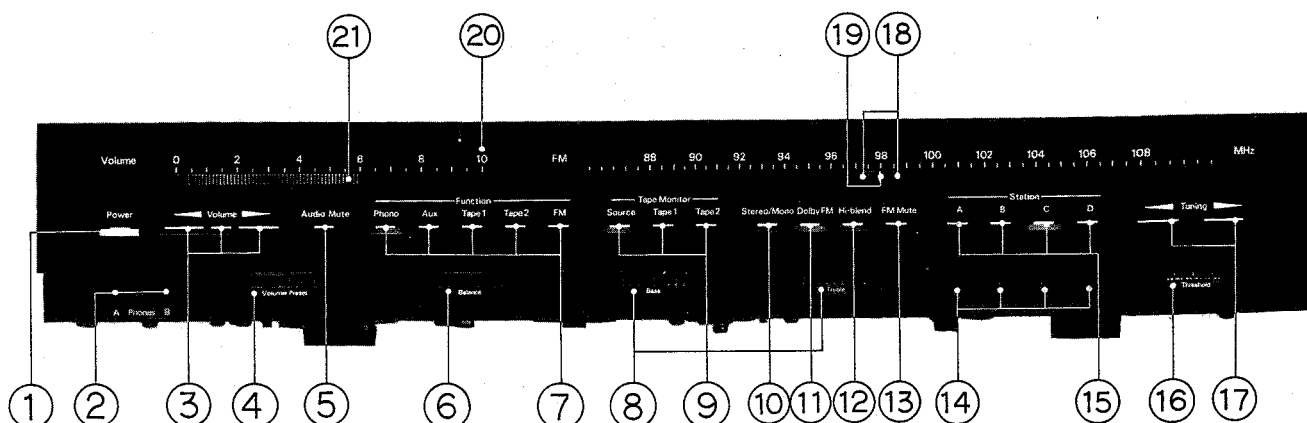 21 20 19 18
Volume 0 2 4 6 8 10 FM 88 90 92 94 96 98 100 102 104 106 108 MHz
Function Tape Monitor Station
Power Volume Audio Mute Phono Aux Tape 1 Tape 2 FM Source Tape 1 Tape 2 Stereo/Mono Dolby FM Hi-blend FM Mute A B C D Tuning
Volume Preset Balance Bass Treble Threshold
A Phones B
1 2 3 4 5 6 7 8 9 10 11 12 13 14 15 16 17